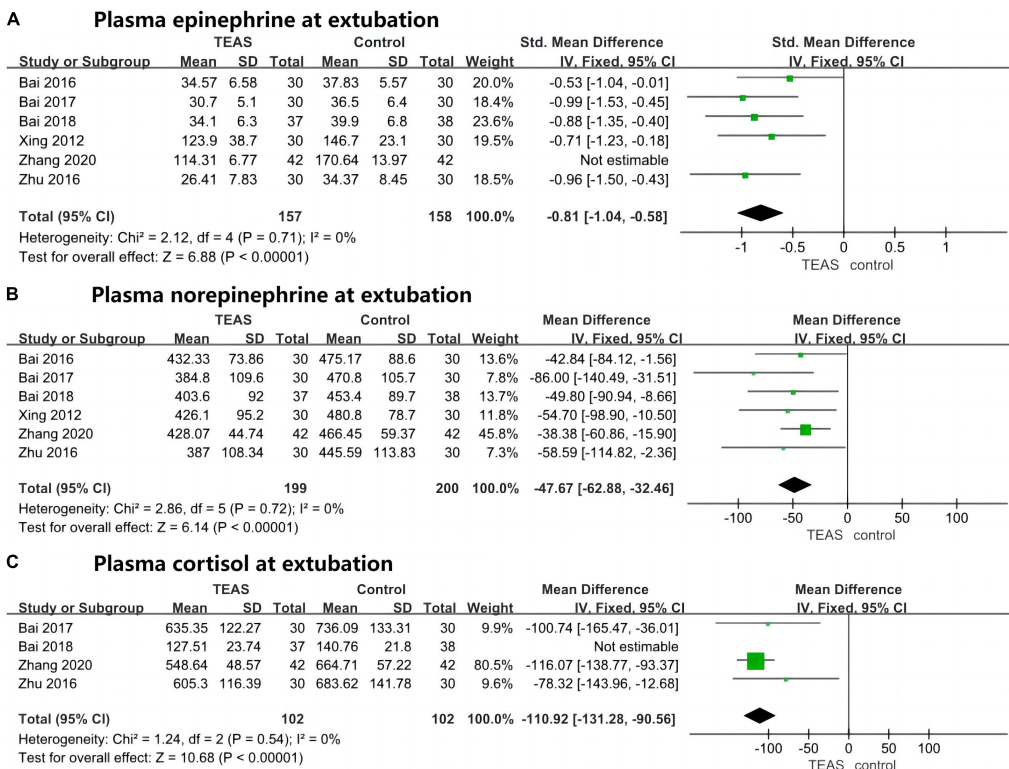 A Plasma epinephrine at extubation
TEAS Control Std. Mean Difference Std. Mean Difference
Study or Subgroup Mean SD Total Mean SD Total Weight IV, Fixed, 95% CI IV, Fixed, 95% CI
Bai 2016 34.57 6.58 30 37.83 5.57 30 20.0% -0.53 [-1.04, -0.01]
Bai 2017 30.7 5.1 30 36.5 6.4 30 18.4% -0.99 [-1.53, -0.45]
Bai 2018 34.1 6.3 37 39.9 6.8 38 23.6% -0.88 [-1.35, -0.40]
Xing 2012 123.9 38.7 30 146.7 23.1 30 19.5% -0.71 [-1.23, -0.18]
Zhang 2020 114.31 6.77 42 170.64 13.97 42 Not estimable
Zhu 2016 26.41 7.83 30 34.37 8.45 30 18.5% -0.96 [-1.50, -0.43]
Total (95% CI) 157 158 100.0% -0.81 [-1.04, -0.58]
Heterogeneity: Chi² = 2.12, df = 4 (P = 0.71); I² = 0%
Test for overall effect: Z = 6.88 (P < 0.00001)
-1 -0.5 0 0.5 1
TEAS control
B Plasma norepinephrine at extubation
TEAS Control Mean Difference Mean Difference
Study or Subgroup Mean SD Total Mean SD Total Weight IV, Fixed, 95% CI IV, Fixed, 95% CI
Bai 2016 432.33 73.86 30 475.17 88.6 30 13.6% -42.84 [-84.12, -1.56]
Bai 2017 384.8 109.6 30 470.8 105.7 30 7.8% -86.00 [-140.49, -31.51]
Bai 2018 403.6 92 37 453.4 89.7 38 13.7% -49.80 [-90.94, -8.66]
Xing 2012 426.1 95.2 30 480.8 78.7 30 11.8% -54.70 [-98.90, -10.50]
Zhang 2020 428.07 44.74 42 466.45 59.37 42 45.8% -38.38 [-60.86, -15.90]
Zhu 2016 387 108.34 30 445.59 113.83 30 7.3% -58.59 [-114.82, -2.36]
Total (95% CI) 199 200 100.0% -47.67 [-62.88, -32.46]
Heterogeneity: Chi² = 2.86, df = 5 (P = 0.72); I² = 0%
Test for overall effect: Z = 6.14 (P < 0.00001)
-100 -50 0 50 100
TEAS control
C Plasma cortisol at extubation
TEAS Control Mean Difference Mean Difference
Study or Subgroup Mean SD Total Mean SD Total Weight IV, Fixed, 95% CI IV, Fixed, 95% CI
Bai 2017 635.35 122.27 30 736.09 133.31 30 9.9% -100.74 [-165.47, -36.01]
Bai 2018 127.51 23.74 37 140.76 21.8 38 Not estimable
Zhang 2020 548.64 48.57 42 664.71 57.22 42 80.5% -116.07 [-138.77, -93.37]
Zhu 2016 605.3 116.39 30 683.62 141.78 30 9.6% -78.32 [-143.96, -12.68]
Total (95% CI) 102 102 100.0% -110.92 [-131.28, -90.56]
Heterogeneity: Chi² = 1.24, df = 2 (P = 0.54); I² = 0%
Test for overall effect: Z = 10.68 (P < 0.00001)
-100 -50 0 50 100
TEAS control